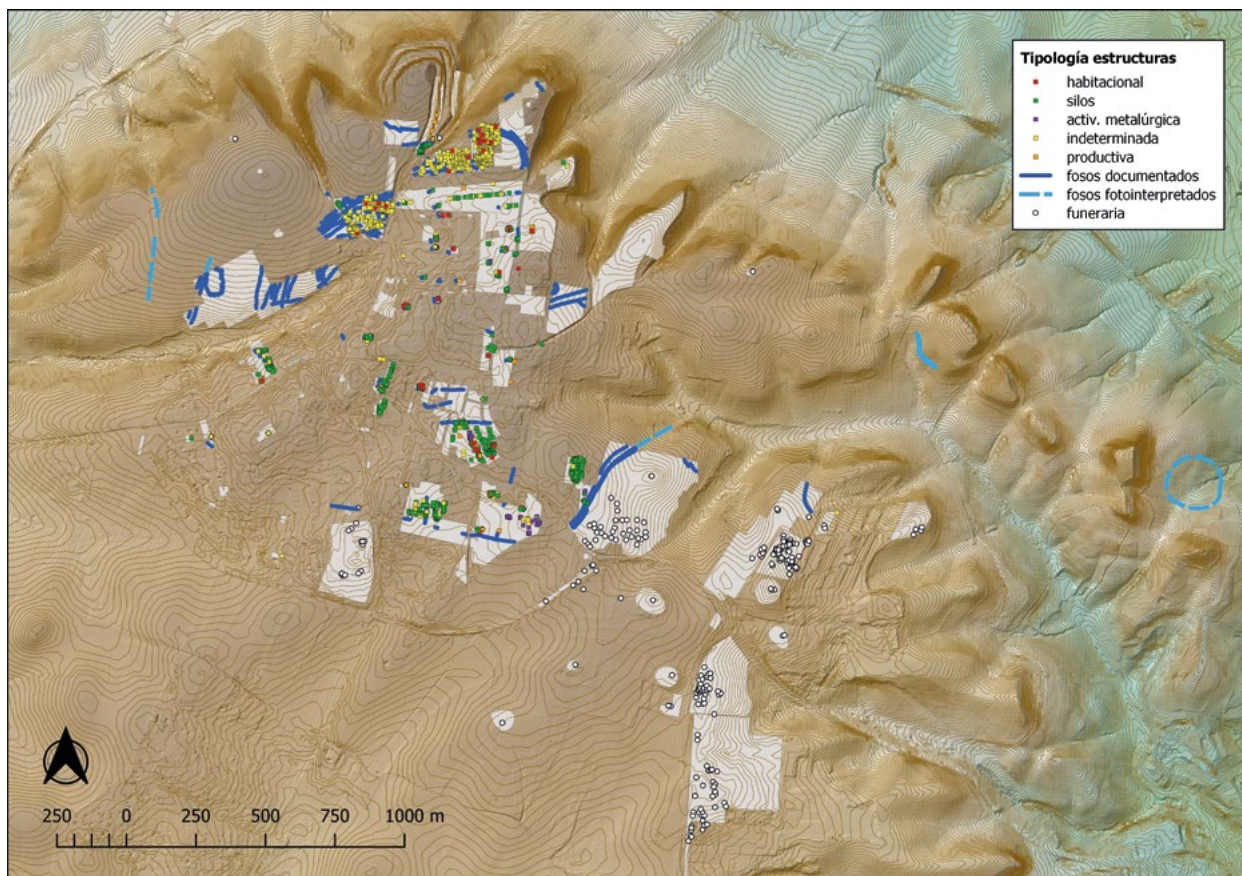 Tipología estructuras
habitacional
silos
activ. metalúrgica
indeterminada
productiva
fosos documentados
fosos fotointerpretados
funeraria
250 0 250 500 750 1000 m